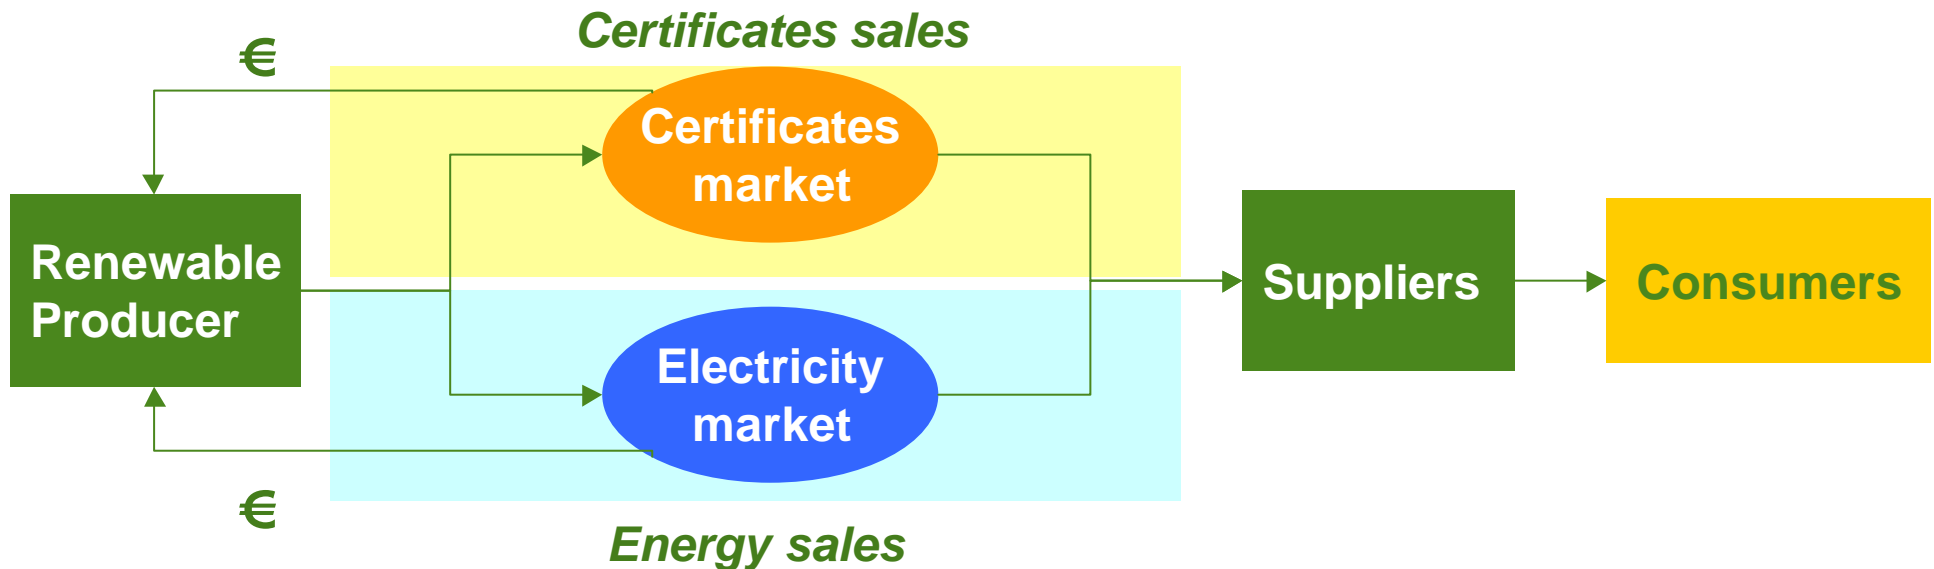 Certificates sales
€
Certificates
market
Renewable
Producer
Suppliers
Consumers
Electricity
market
€
Energy sales